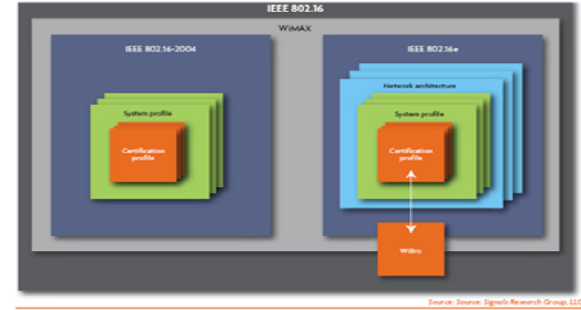 IEEE 802.16
WiMAX
IEEE 802.16-2004
IEEE 802.16e
Network architecture
System profile
System profile
Certification
profile
Certification
profile
WiBro
Source: Source: Signals Research Group, LLC